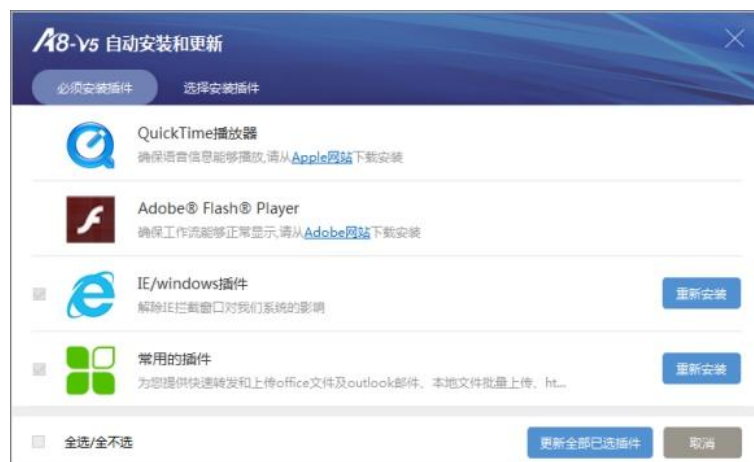 A8-V5 自动安装和更新
必须安装插件 选择安装插件
QuickTime播放器
确保语音信息能够播放,请从Apple网站下载安装
Adobe® Flash® Player
确保工作流能够正常显示,请从Adobe网站下载安装
IE/windows插件
解除IE拦截窗口对我们系统的影响
重新安装
常用的插件
为您提供快速转发和上传office文件及outlook邮件、本地文件批量上传、ht...
重新安装
全选/全不选
更新全部已选插件 取消